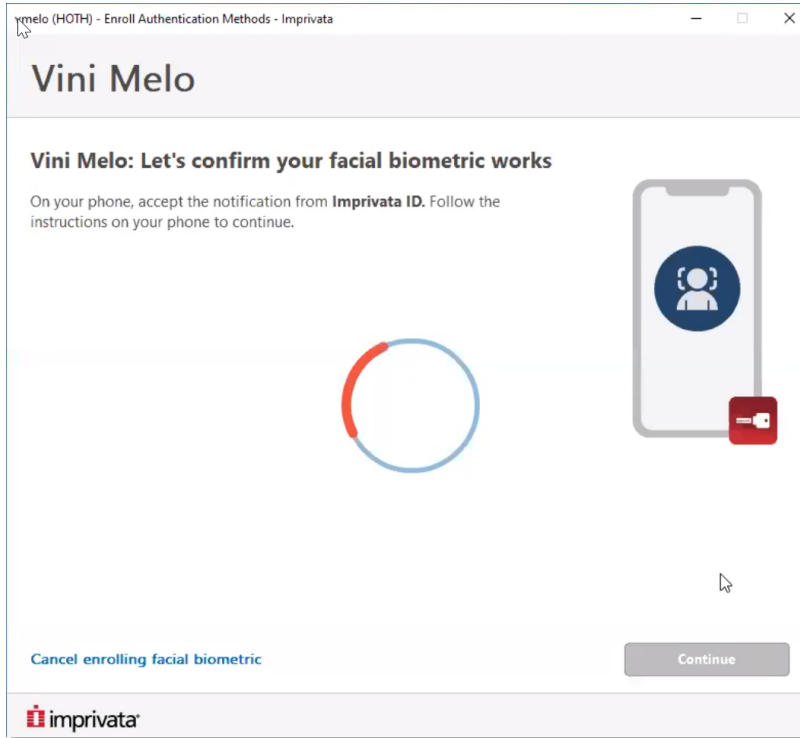 vmelo (HOTH) - Enroll Authentication Methods - Imprivata
Vini Melo
Vini Melo: Let's confirm your facial biometric works
On your phone, accept the notification from Imprivata ID. Follow the
instructions on your phone to continue.
Cancel enrolling facial biometric
Continue
imprivata